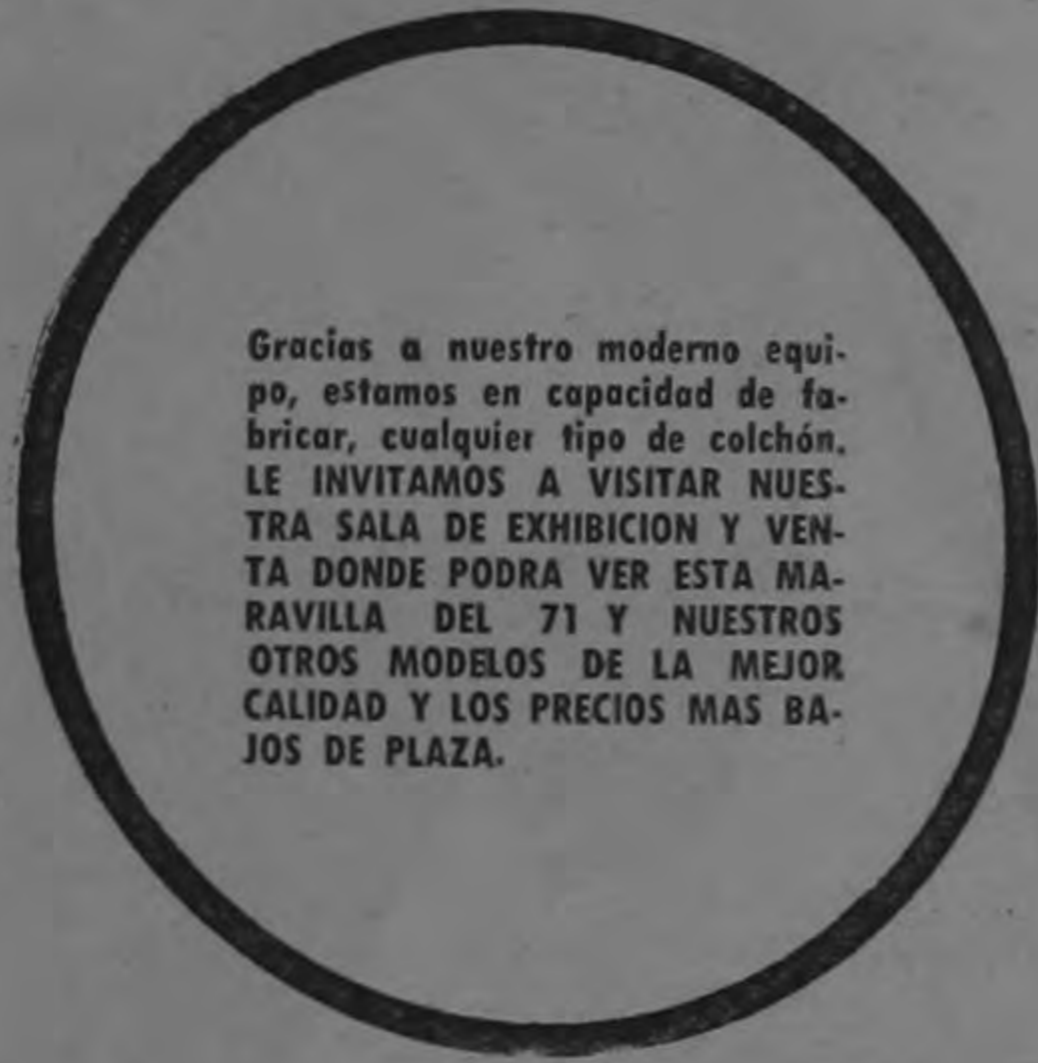 Gracias a nuestro moderno equi-
po, estamos en capacidad de fa-
bricar, cualquier tipo de colchón.
LE INVITAMOS A VISITAR NUES-
TRA SALA DE EXHIBICION Y VEN-
TA DONDE PODRA VER ESTA MA-
RAVILLA DEL 71 Y NUESTROS
OTROS MODELOS DE LA MEJOR
CALIDAD Y LOS PRECIOS MAS BA-
JOS DE PLAZA.